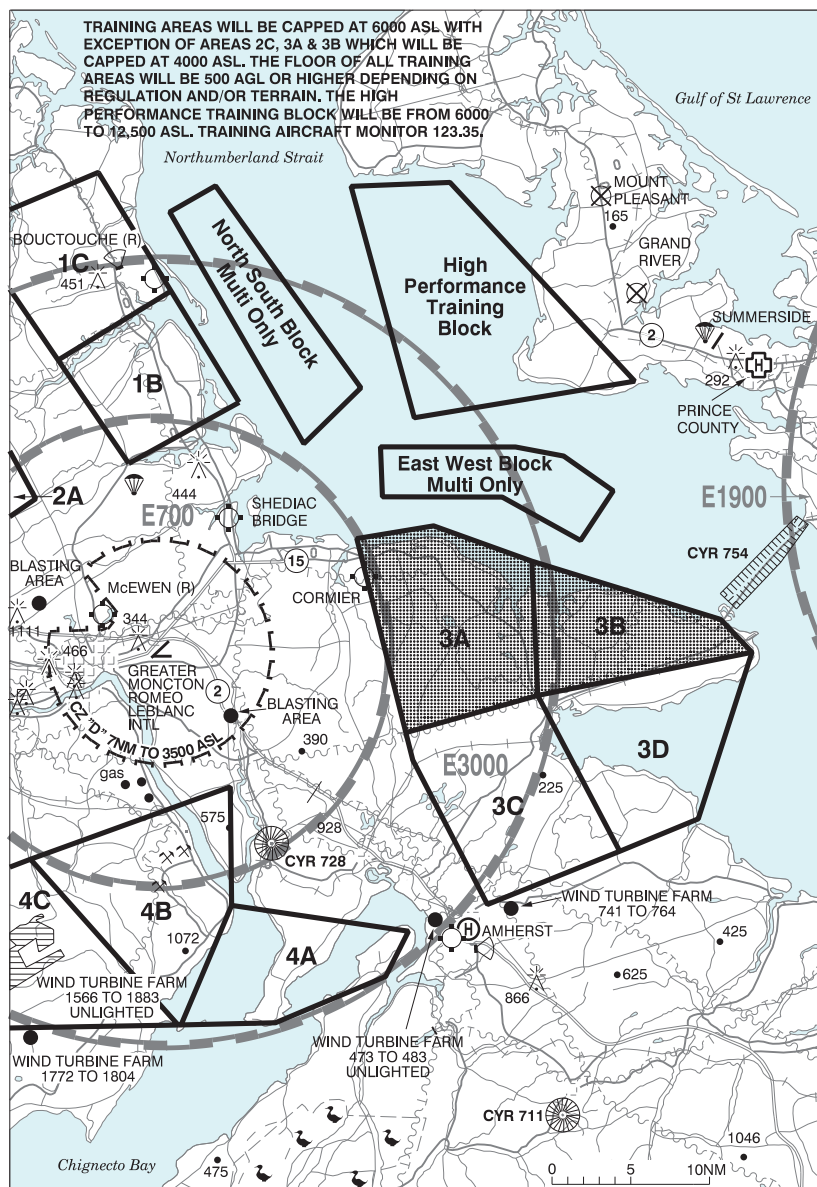 TRAINING AREAS WILL BE CAPPED AT 6000 ASL WITH
EXCEPTION OF AREAS 2C, 3A & 3B WHICH WILL BE
CAPPED AT 4000 ASL. THE FLOOR OF ALL TRAINING
AREAS WILL BE 500 AGL OR HIGHER DEPENDING ON
REGULATION AND/OR TERRAIN. THE HIGH
PERFORMANCE TRAINING BLOCK WILL BE FROM 6000
TO 12,500 ASL. TRAINING AIRCRAFT MONITOR 123.35.
Gulf of St Lawrence
Northumberland Strait
MOUNT
PLEASANT
165
GRAND
RIVER
BOUCTOUCHE (R)
1C
451
North South Block
Multi Only
High
Performance
Training
Block
2
SUMMERSIDE
292
H
PRINCE
COUNTY
1B
2A
444
E700
SHEDIAC
BRIDGE
East West Block
Multi Only
E1900
CYR 754
15
BLASTING
AREA
McEWEN (R)
CORMIER
1111
344
466
3A
3B
GREATER
MONCTON
ROMEO
LEBLANC
INTL
2
BLASTING
AREA
CZ "D" 7NM TO 3500 ASL
390
3D
E3000
gas
3C
225
575
928
CYR 728
4C
4B
WIND TURBINE FARM
741 TO 764
H
AMHERST
1072
4A
425
625
866
WIND TURBINE FARM
1566 TO 1883
UNLIGHTED
WIND TURBINE FARM
473 TO 483
UNLIGHTED
WIND TURBINE FARM
1772 TO 1804
CYR 711
1046
Chignecto Bay
475
0 5 10NM